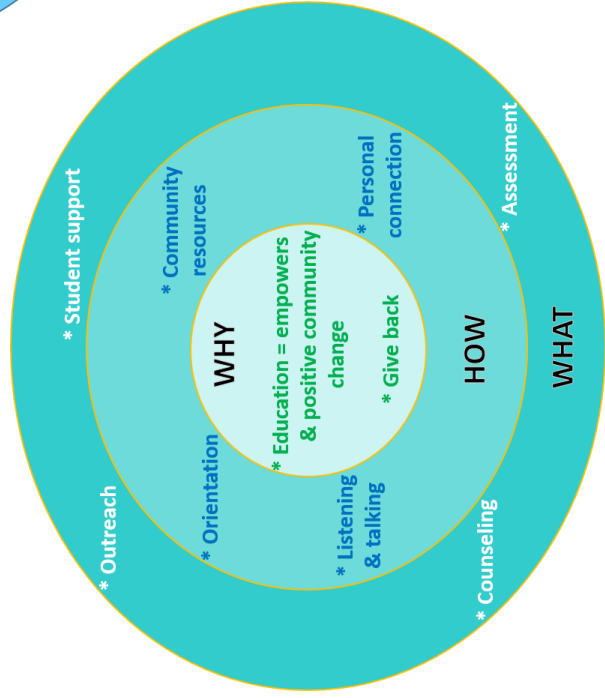 * Outreach
* Student support
* Orientation
* Community
resources
WHY
* Education = empowers
& positive community
change
* Give back
* Listening
& talking
* Personal
connection
HOW
* Counseling
* Assessment
WHAT